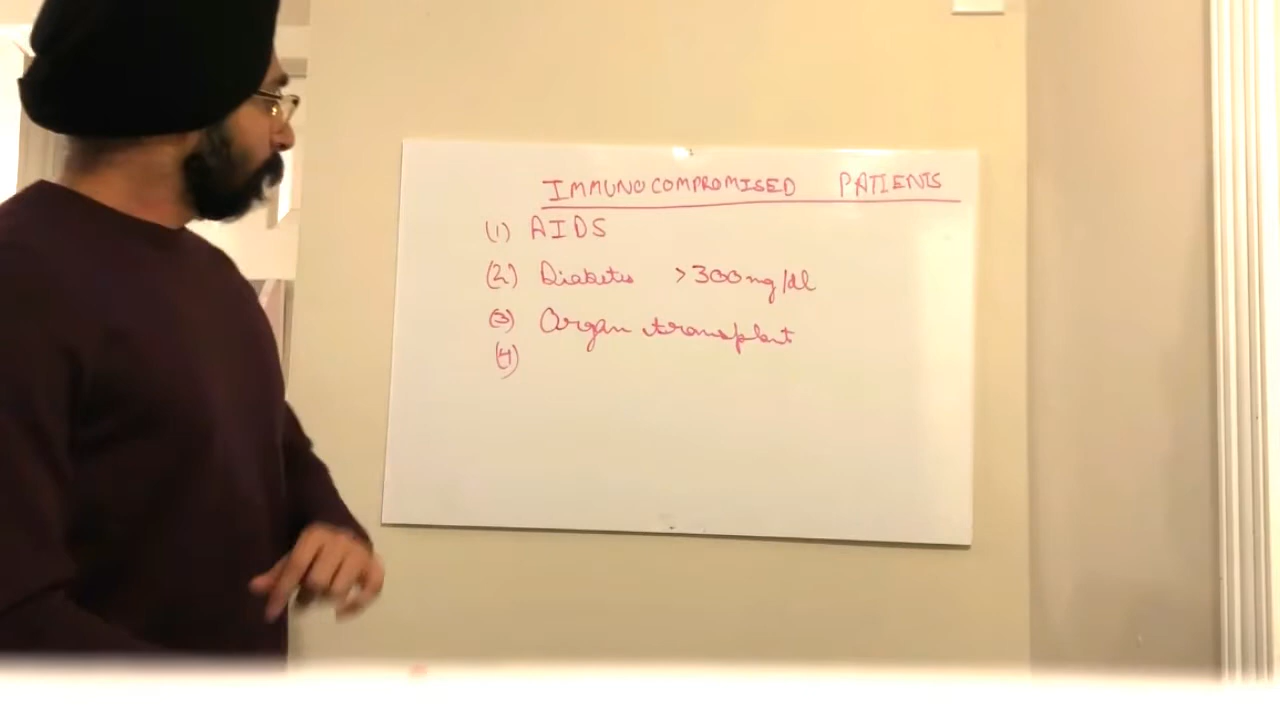 IMMUNOCOMPROMISED PATIENTS
(1) AIDS
(2) Diabetes >300mg/dl
(3) Organ transplant
(4)